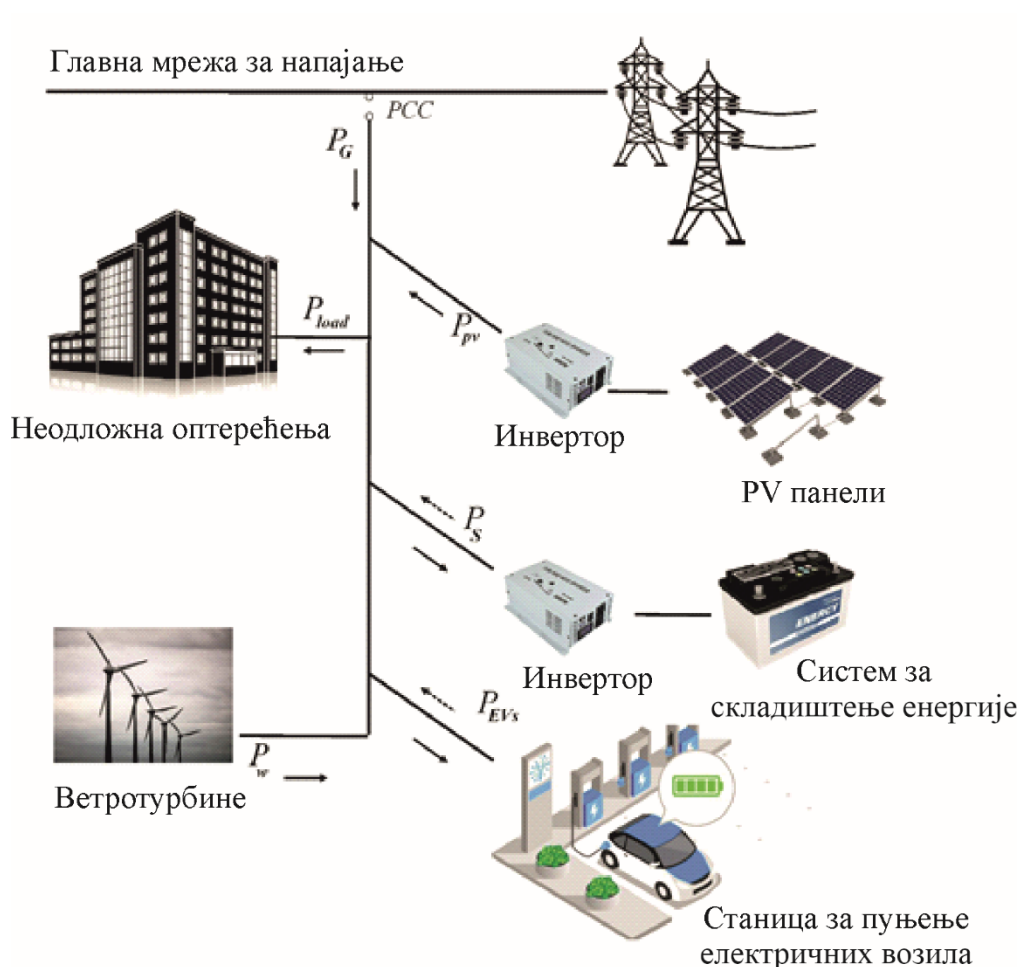 Главна мрежа за напајање
PCC
P_G
P_load
P_pv
Неодложна оптерећења
Инвертор
PV панели
P_S
ENERGY
Инвертор
Систем за
складиштење енергије
P_EVs
P_w
Ветротурбине
Станица за пуњење
електричних возила